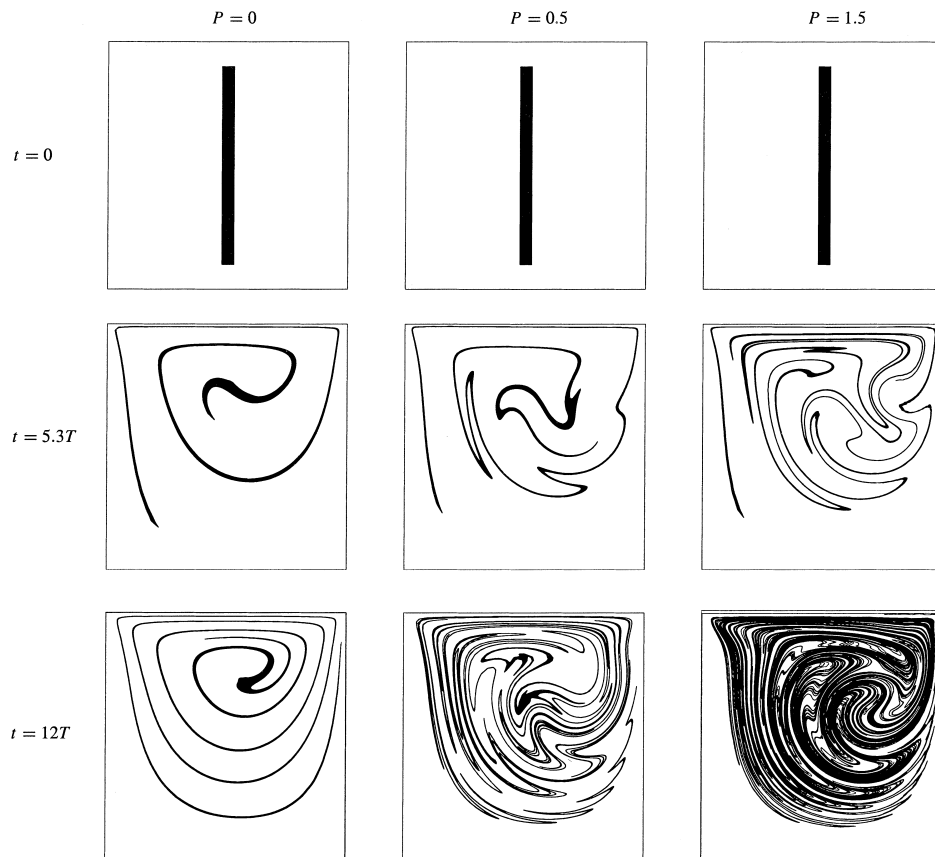 P = 0
P = 0.5
P = 1.5
t = 0
t = 5.3T
t = 12T